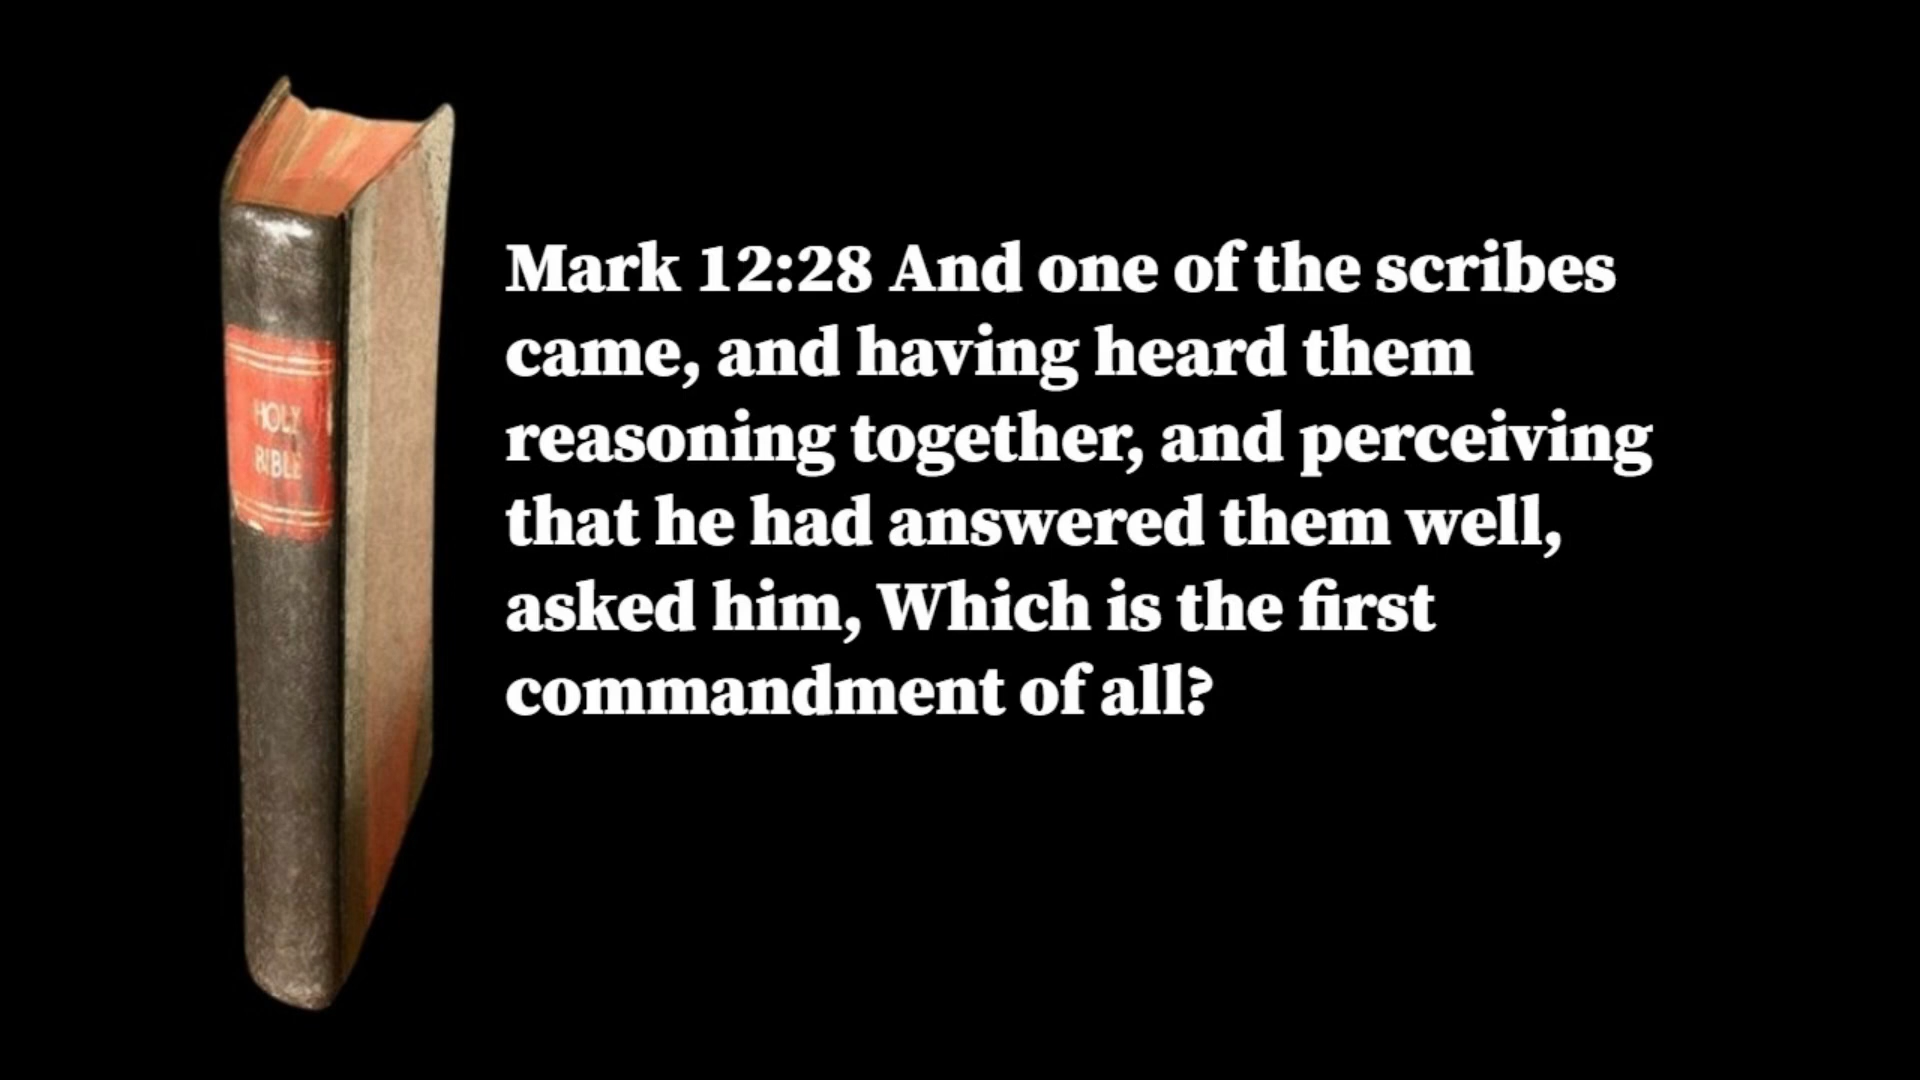 HOLY
BIBLE
Mark 12:28 And one of the scribes
came, and having heard them
reasoning together, and perceiving
that he had answered them well,
asked him, Which is the first
commandment of all?